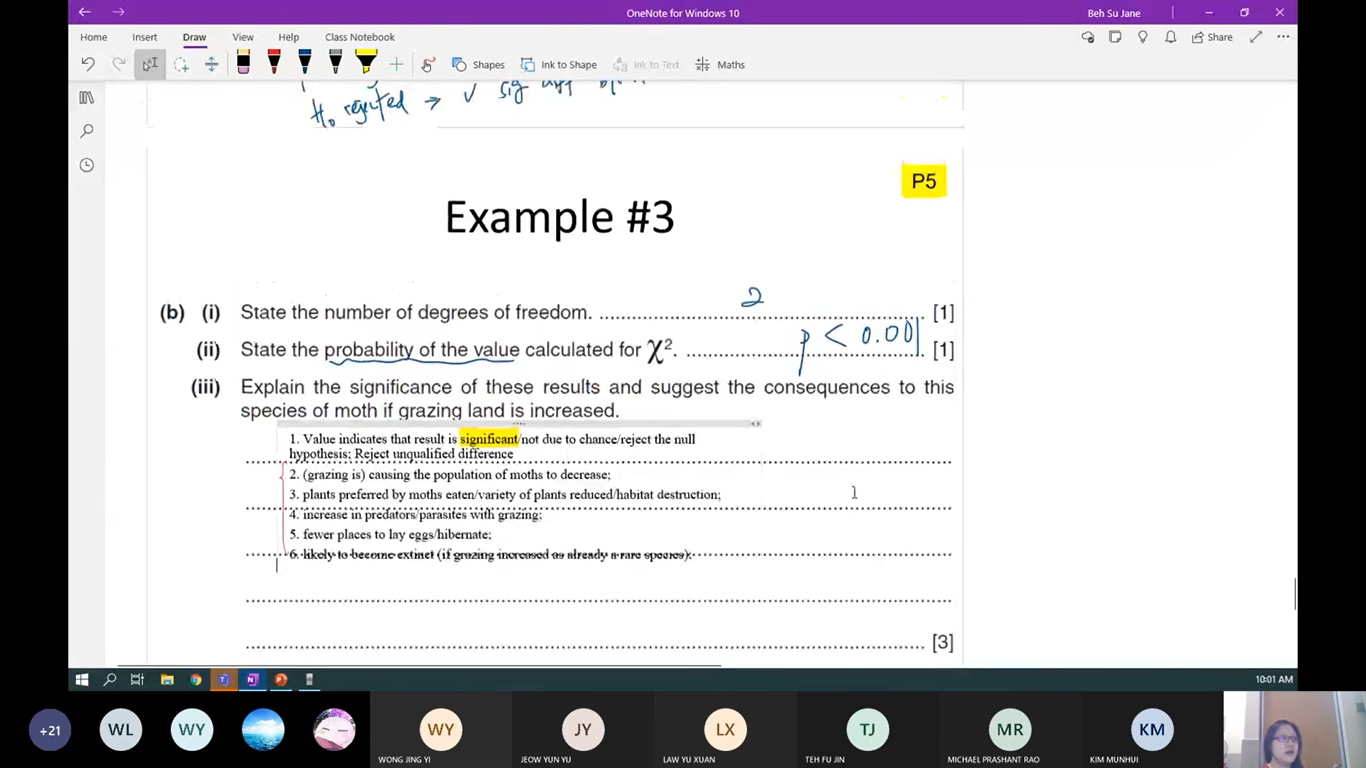 OneNote for Windows 10
Beh Su Jane
Home Insert Draw View Help Class Notebook
Shapes Ink to Shape Ink to Text Maths Share
H₀ rejected → ✓ sig diff
P5
Example #3
(b) (i) State the number of degrees of freedom. 2 [1]
(ii) State the probability of the value calculated for χ². p < 0.001 [1]
(iii) Explain the significance of these results and suggest the consequences to this
species of moth if grazing land is increased.
1. Value indicates that result is significant/not due to chance/reject the null
hypothesis; Reject unqualified difference
2. (grazing is) causing the population of moths to decrease;
3. plants preferred by moths eaten/variety of plants reduced/habitat destruction;
4. increase in predators/parasites with grazing;
5. fewer places to lay eggs/hibernate;
6. likely to become extinct (if grazing increased as already a rare species);
[3]
10:01 AM
+21 WL WY WY JY LX TJ MR KM
WONG JING YI JEOW YUN YU LAW YU XUAN TEH FU JIN MICHAEL PRASHANT RAO KIM MUNHUI